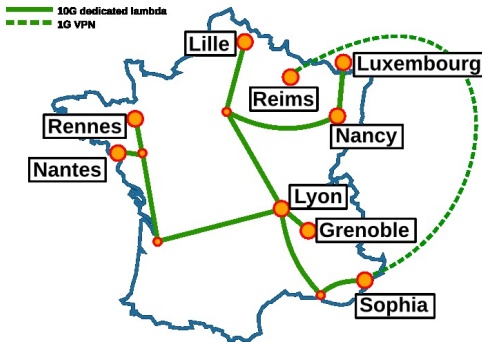 10G dedicated lambda
1G VPN
Lille
Luxembourg
Reims
Rennes
Nancy
Nantes
Lyon
Grenoble
Sophia